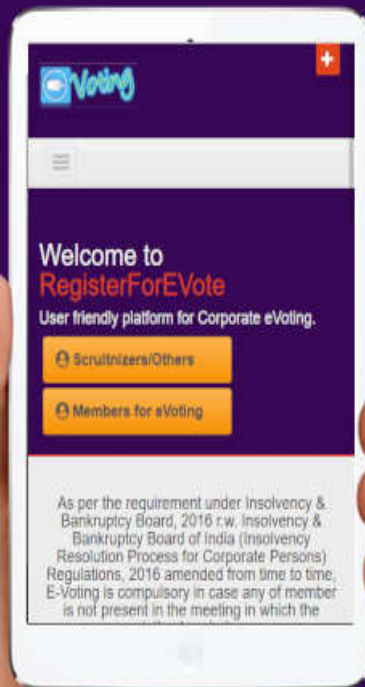 eVoting
Welcome to
RegisterForEVote
User friendly platform for Corporate eVoting.
Scruitnizers/Others
Members for eVoting
As per the requirement under Insolvency &
Bankruptcy Board, 2016 r.w. Insolvency &
Bankruptcy Board of India (Insolvency
Resolution Process for Corporate Persons)
Regulations, 2016 amended from time to time,
E-Voting is compulsory in case any of member
is not present in the meeting in which the